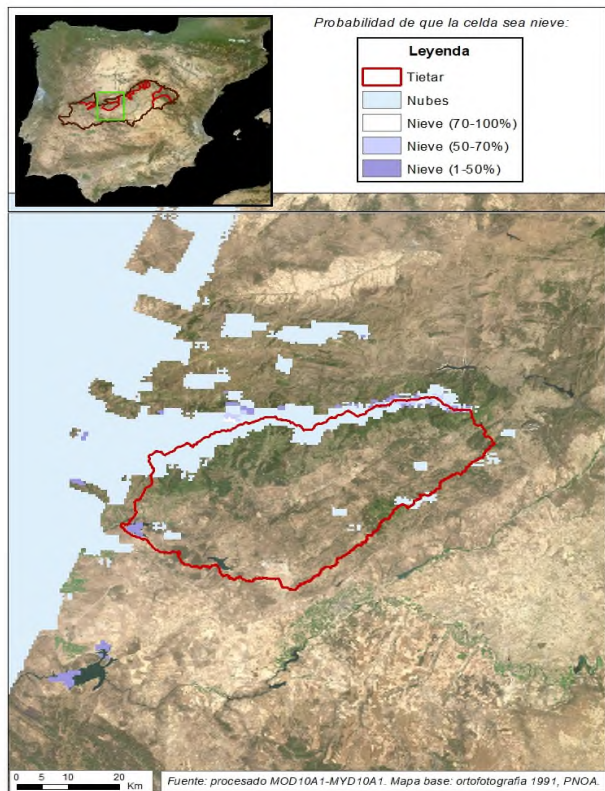 Probabilidad de que la celda sea nieve:
Leyenda
Tietar
Nubes
Nieve (70-100%)
Nieve (50-70%)
Nieve (1-50%)
0 5 10 20
Km
Fuente: procesado MOD10A1-MYD10A1. Mapa base: ortofotografía 1991, PNOA.